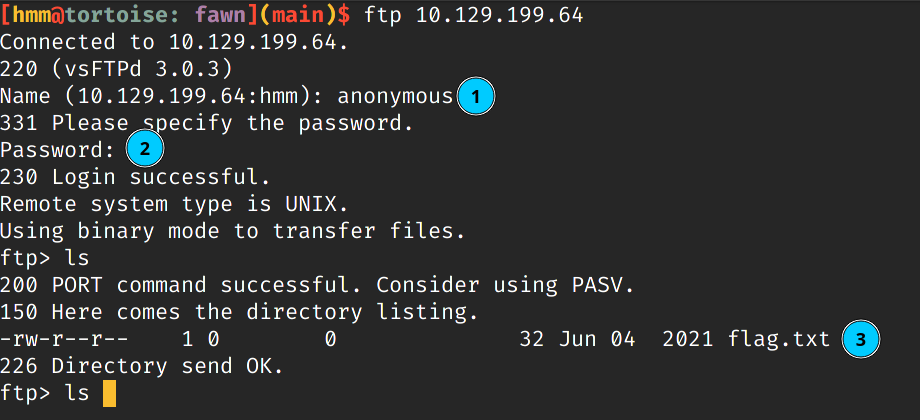 [hmm@tortoise: fawn](main)$ ftp 10.129.199.64
Connected to 10.129.199.64.
220 (vsFTPd 3.0.3)
Name (10.129.199.64:hmm): anonymous 1
331 Please specify the password.
Password: 2
230 Login successful.
Remote system type is UNIX.
Using binary mode to transfer files.
ftp> ls
200 PORT command successful. Consider using PASV.
150 Here comes the directory listing.
-rw-r--r--    1 0        0              32 Jun 04  2021 flag.txt 3
226 Directory send OK.
ftp> ls